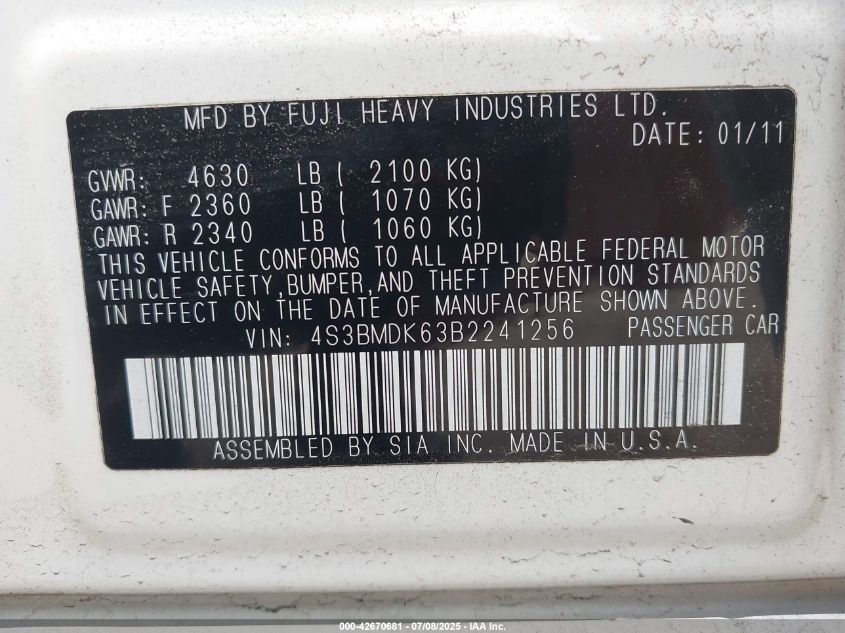 MFD BY FUJI HEAVY INDUSTRIES LTD.
DATE: 01/11
GVWR: 4630 LB ( 2100 KG)
GAWR: F 2360 LB ( 1070 KG)
GAWR: R 2340 LB ( 1060 KG)
THIS VEHICLE CONFORMS TO ALL APPLICABLE FEDERAL MOTOR
VEHICLE SAFETY,BUMPER,AND THEFT PREVENTION STANDARDS
IN EFFECT ON THE DATE OF MANUFACTURE SHOWN ABOVE.
VIN: 4S3BMDK63B2241256 PASSENGER CAR
ASSEMBLED BY SIA INC. MADE IN U.S.A.
000-42670681 - 07/08/2025 - IAA Inc.